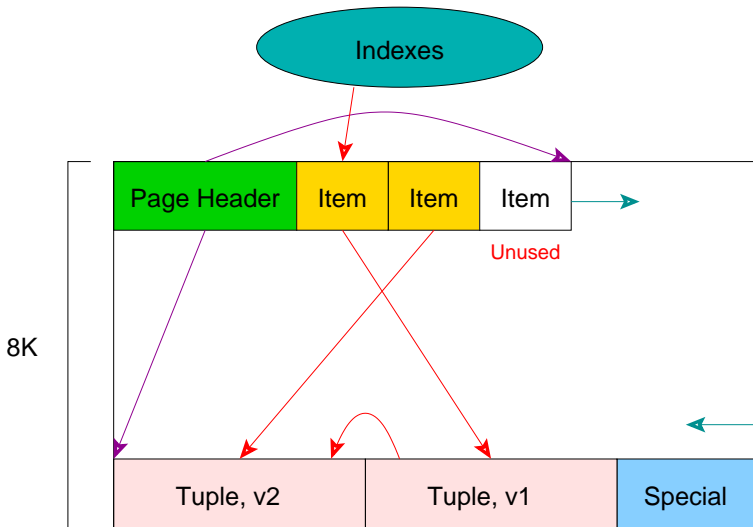 Indexes
Page Header
Item
Item
Item
Unused
8K
Tuple, v2
Tuple, v1
Special